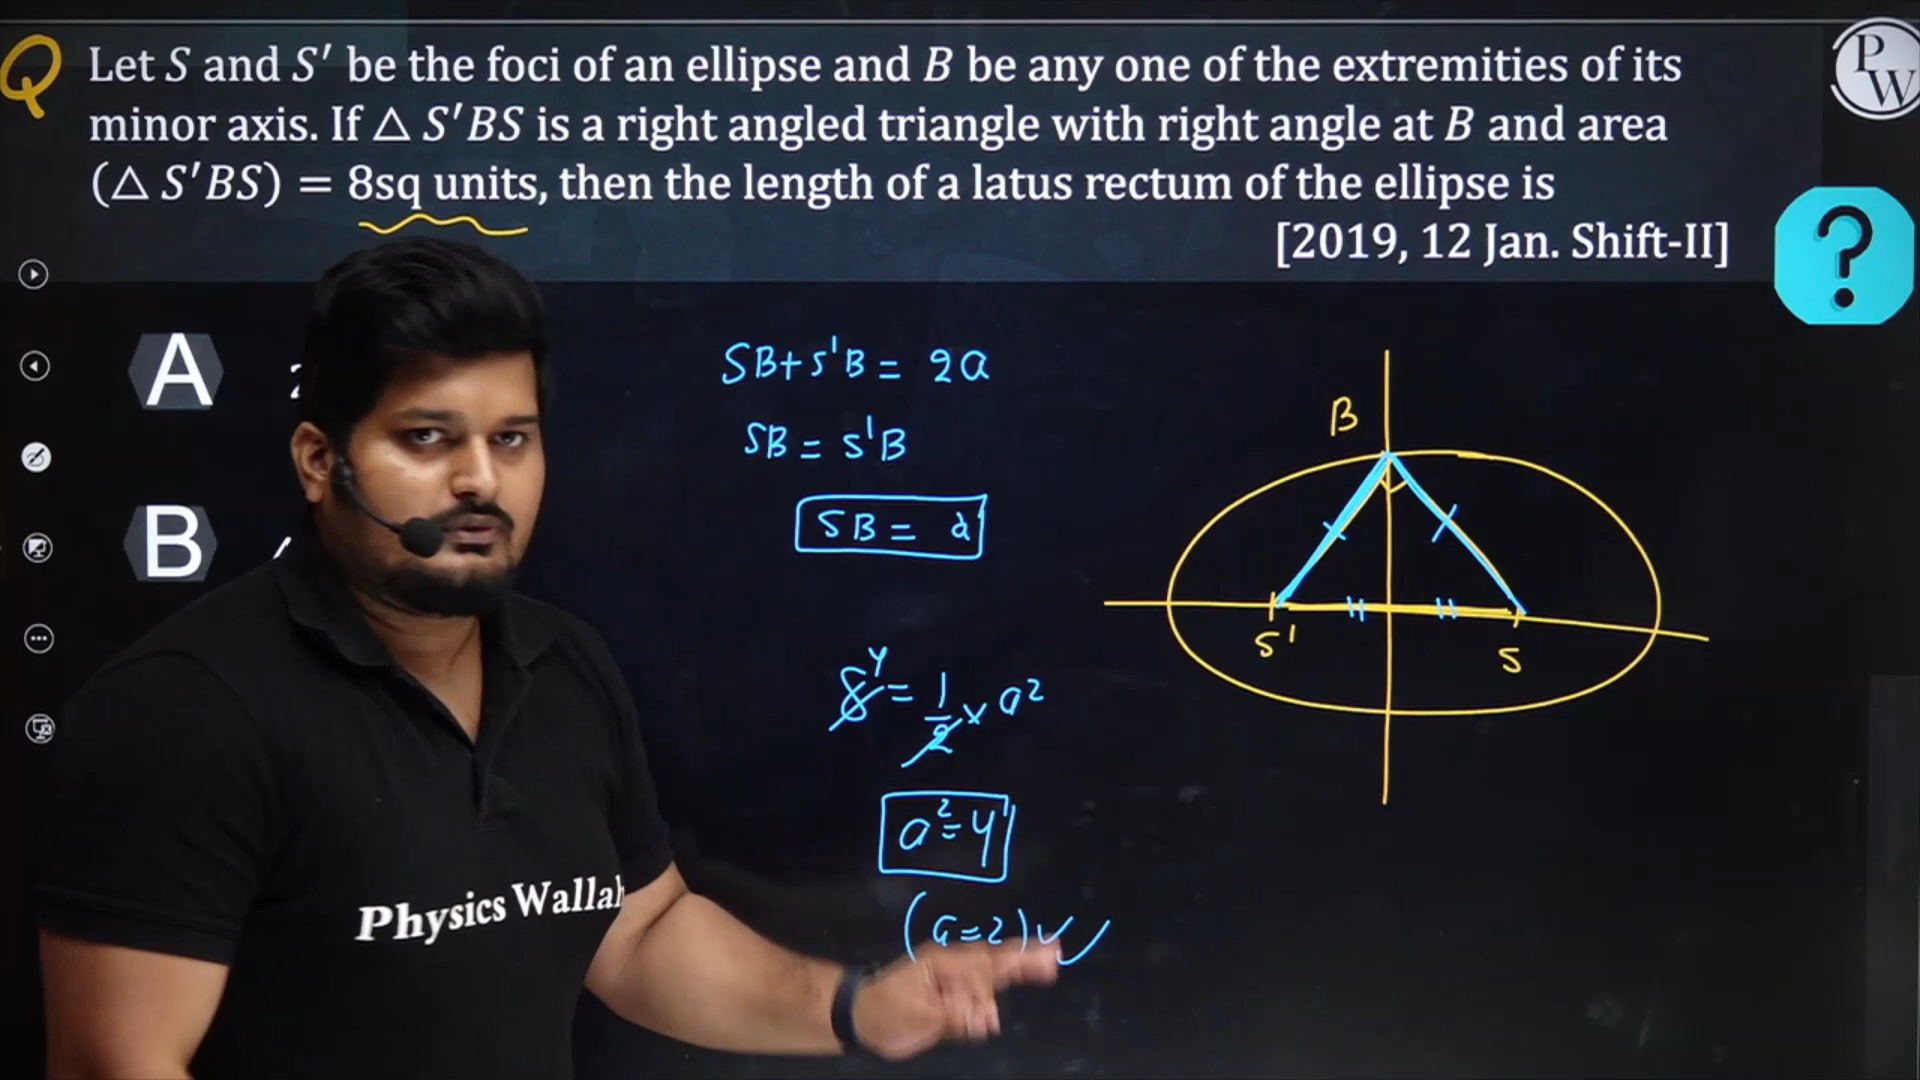 Q Let S and S′ be the foci of an ellipse and B be any one of the extremities of its
minor axis. If △ S′BS is a right angled triangle with right angle at B and area
(△ S′BS) = 8sq units, then the length of a latus rectum of the ellipse is
[2019, 12 Jan. Shift-II]
PW
?
A
B
SB+S'B = 2a
SB = S'B
SB = a
8 4 = 1/2 × a²
a² = 4
(a=2)
B
S'
S
Physics Wallah